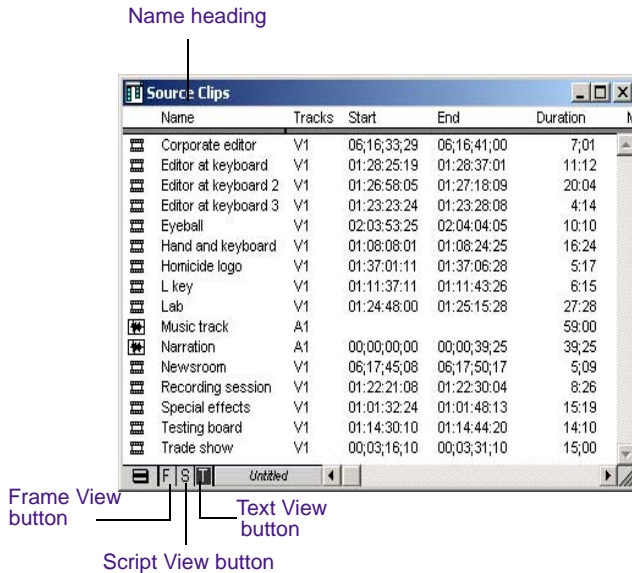 Name heading
Source Clips
Name Tracks Start End Duration M
Corporate editor V1 06;16;33;29 06;16;41;00 7;01
Editor at keyboard V1 01:28:25:19 01:28:37:01 11:12
Editor at keyboard 2 V1 01:26:58:05 01:27:18:09 20:04
Editor at keyboard 3 V1 01:23:23:24 01:23:28:08 4:14
Eyeball V1 02:03:53:25 02:04:04:05 10:10
Hand and keyboard V1 01:08:08:01 01:08:24:25 16:24
Homicide logo V1 01:37:01:11 01:37:06:28 5:17
L key V1 01:11:37:11 01:11:43:26 6:15
Lab V1 01:24:48:00 01:25:15:28 27:28
Music track A1 59:00
Narration A1 00;00;00;00 00;00;39;25 39;25
Newsroom V1 06;17;45;08 06;17;50;17 5;09
Recording session V1 01:22:21:08 01:22:30:04 8:26
Special effects V1 01:01:32:24 01:01:48:13 15:19
Testing board V1 01:14:30:10 01:14:44:20 14:10
Trade show V1 00;03;16;10 00;03;31;10 15;00
F S T Untitled
Frame View
button
Text View
button
Script View button